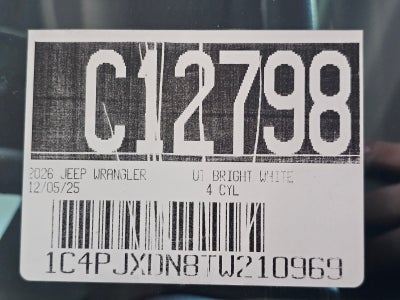 C12798
2026 JEEP WRANGLER UT BRIGHT WHITE
12/05/25 4 CYL
1C4PJXDN8TW210969